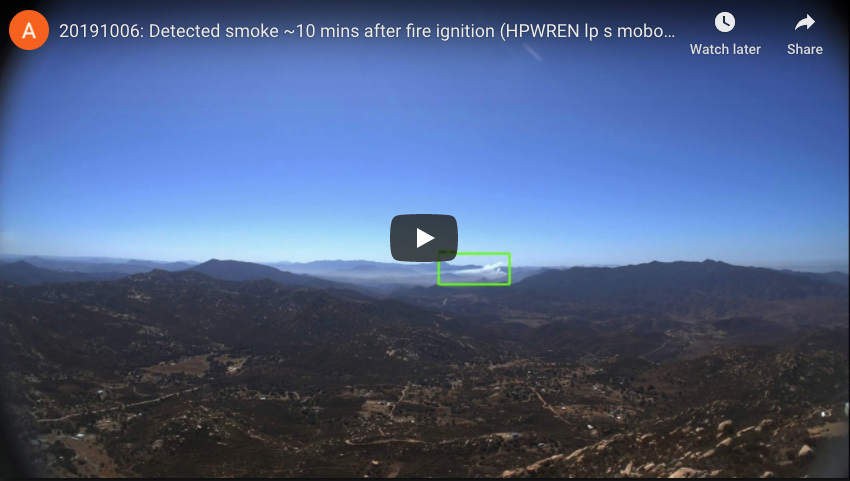 A
20191006: Detected smoke ~10 mins after fire ignition (HPWREN lp s mobo…
Watch later
Share